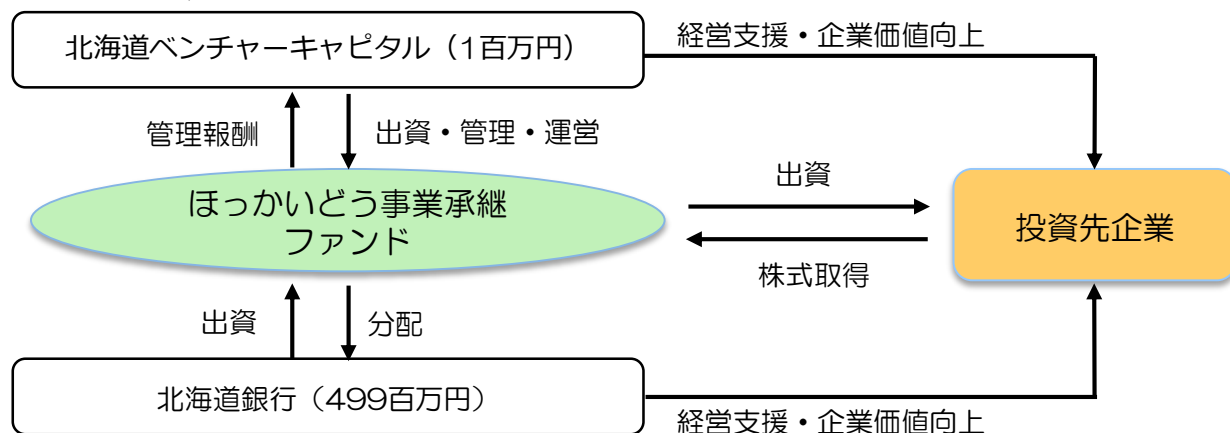 北海道ベンチャーキャピタル（1百万円）
経営支援・企業価値向上
管理報酬
出資・管理・運営
ほっかいどう事業承継
ファンド
出資
投資先企業
株式取得
出資
分配
北海道銀行（499百万円）
経営支援・企業価値向上